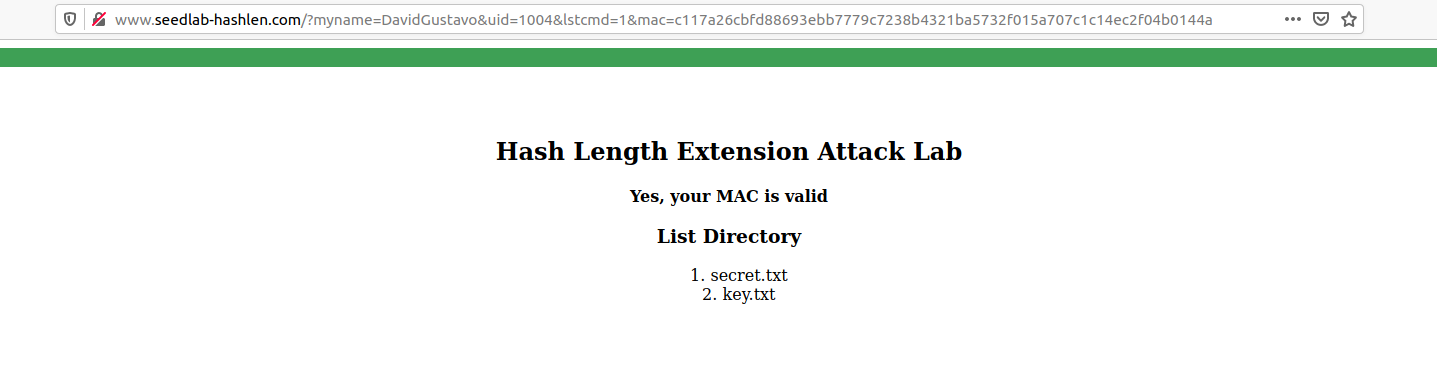 www.seedlab-hashlen.com/?myname=DavidGustavo&uid=1004&lstcmd=1&mac=c117a26cbfd88693ebb7779c7238b4321ba5732f015a707c1c14ec2f04b0144a
Hash Length Extension Attack Lab
Yes, your MAC is valid
List Directory
1. secret.txt
2. key.txt